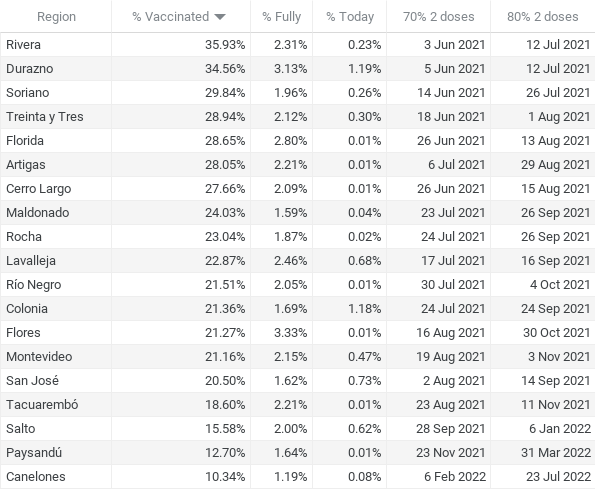 Region % Vaccinated % Fully % Today 70% 2 doses 80% 2 doses
Rivera 35.93% 2.31% 0.23% 3 Jun 2021 12 Jul 2021
Durazno 34.56% 3.13% 1.19% 5 Jun 2021 12 Jul 2021
Soriano 29.84% 1.96% 0.26% 14 Jun 2021 26 Jul 2021
Treinta y Tres 28.94% 2.12% 0.30% 18 Jun 2021 1 Aug 2021
Florida 28.65% 2.80% 0.01% 26 Jun 2021 13 Aug 2021
Artigas 28.05% 2.21% 0.01% 6 Jul 2021 29 Aug 2021
Cerro Largo 27.66% 2.09% 0.01% 26 Jun 2021 15 Aug 2021
Maldonado 24.03% 1.59% 0.04% 23 Jul 2021 26 Sep 2021
Rocha 23.04% 1.87% 0.02% 24 Jul 2021 26 Sep 2021
Lavalleja 22.87% 2.46% 0.68% 17 Jul 2021 16 Sep 2021
Río Negro 21.51% 2.05% 0.01% 30 Jul 2021 4 Oct 2021
Colonia 21.36% 1.69% 1.18% 24 Jul 2021 24 Sep 2021
Flores 21.27% 3.33% 0.01% 16 Aug 2021 30 Oct 2021
Montevideo 21.16% 2.15% 0.47% 19 Aug 2021 3 Nov 2021
San José 20.50% 1.62% 0.73% 2 Aug 2021 14 Sep 2021
Tacuarembó 18.60% 2.21% 0.01% 23 Aug 2021 11 Nov 2021
Salto 15.58% 2.00% 0.62% 28 Sep 2021 6 Jan 2022
Paysandú 12.70% 1.64% 0.01% 23 Nov 2021 31 Mar 2022
Canelones 10.34% 1.19% 0.08% 6 Feb 2022 23 Jul 2022